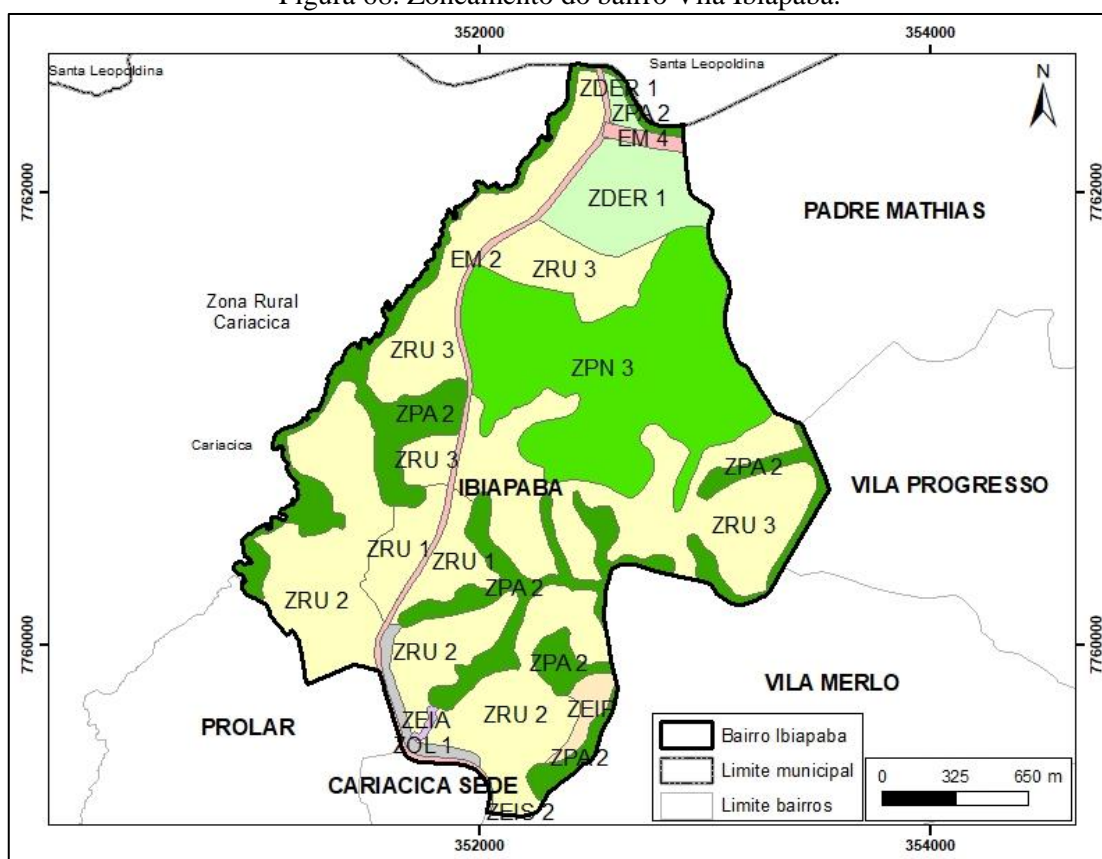 Figura 68. Zoneamento do bairro Vila Ibiapaba.
352000
354000
Santa Leopoldina
Santa Leopoldina
N
ZDER 1
ZPA 2
EM 4
7762000
7762000
ZDER 1
PADRE MATHIAS
EM 2
ZRU 3
Zona Rural
Cariacica
ZRU 3
ZPN 3
ZPA 2
Cariacica
ZRU 3
ZPA 2
IBIAPABA
VILA PROGRESSO
ZRU 3
ZRU 1
ZRU 1
ZPA 2
ZRU 2
7760000
7760000
ZRU 2
ZPA 2
VILA MERLO
ZRU 2
ZEIP
PROLAR
ZEIA
ZOL 1
ZPA 2
CARIACICA SEDE
ZEIS 2
Bairro Ibiapaba
Limite municipal
Limite bairros
0 325 650 m
352000
354000